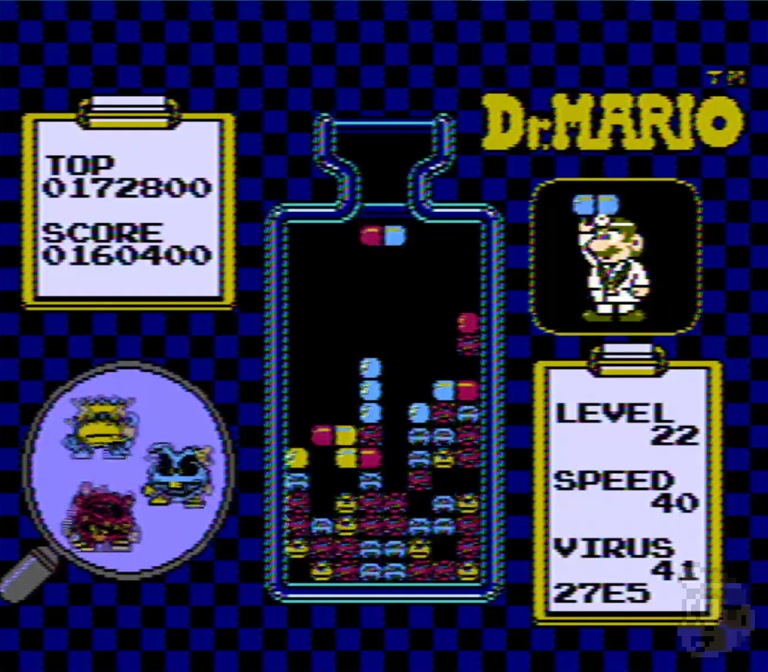 TM
Dr. MARIO
TOP
0172800
SCORE
0160400
LEVEL
22
SPEED
40
VIRUS
41
27E5